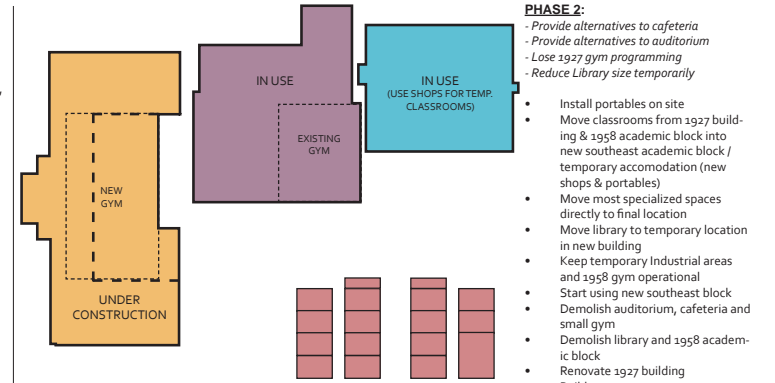 PHASE 2:
- Provide alternatives to cafeteria
- Provide alternatives to auditorium
- Lose 1927 gym programming
- Reduce Library size temporarily
• Install portables on site
• Move classrooms from 1927 build-
ing & 1958 academic block into
new southeast academic block /
temporary accomodation (new
shops & portables)
• Move most specialized spaces
directly to final location
• Move library to temporary location
in new building
• Keep temporary Industrial areas
and 1958 gym operational
• Start using new southeast block
• Demolish auditorium, cafeteria and
small gym
• Demolish library and 1958 academ-
ic block
• Renovate 1927 building
IN USE
EXISTING
GYM
IN USE
(USE SHOPS FOR TEMP.
CLASSROOMS)
NEW
GYM
UNDER
CONSTRUCTION